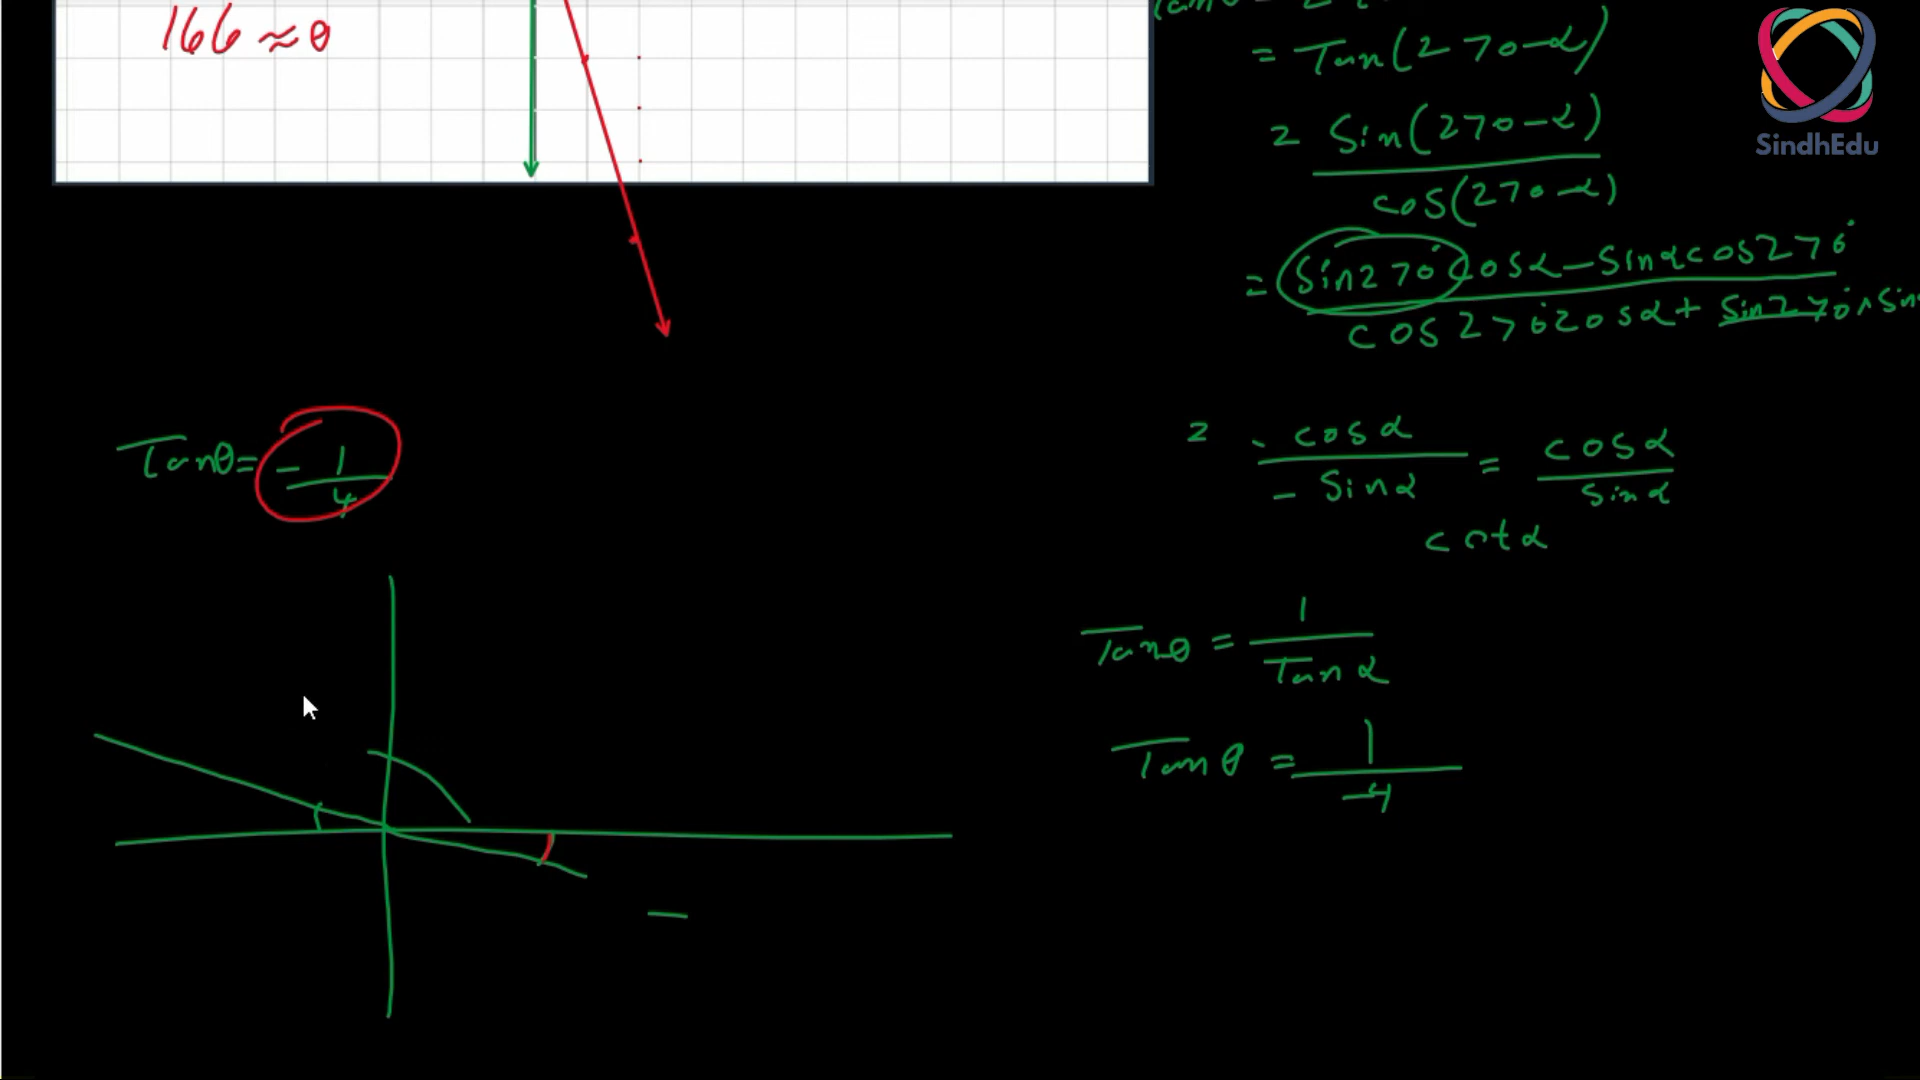 166 ≈ θ
= Tan(270-α)
= Sin(270-α)
cos(270-α)
= Sin270° cosα - Sinα cos270°
cos270° cosα + Sin270° Sin
= - cosα / - Sinα = cosα / Sinα
cotα
Tanθ = - 1/4
Tanθ = 1 / Tanα
Tanθ = 1 / -4
SindhEdu